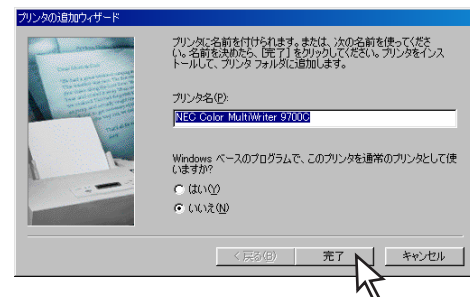 プリンタの追加ウィザード
プリンタに名前を付けられます。または、次の名前を使ってくださ
い。名前を決めたら、[完了]をクリックしてください。プリンタをインス
トールして、プリンタ フォルダに追加します。
プリンタ名(P):
NEC Color MultiWriter 9700C
Windows ベースのプログラムで、このプリンタを通常のプリンタとして使
いますか?
はい(Y)
いいえ(N)
< 戻る(B)
完了
キャンセル